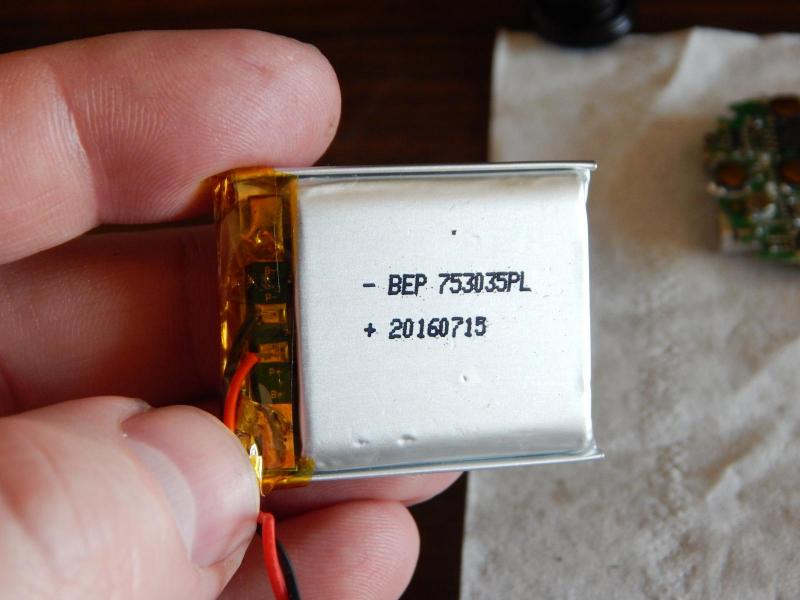 - BEP 753035PL
+ 20160715
P-
P+
B+